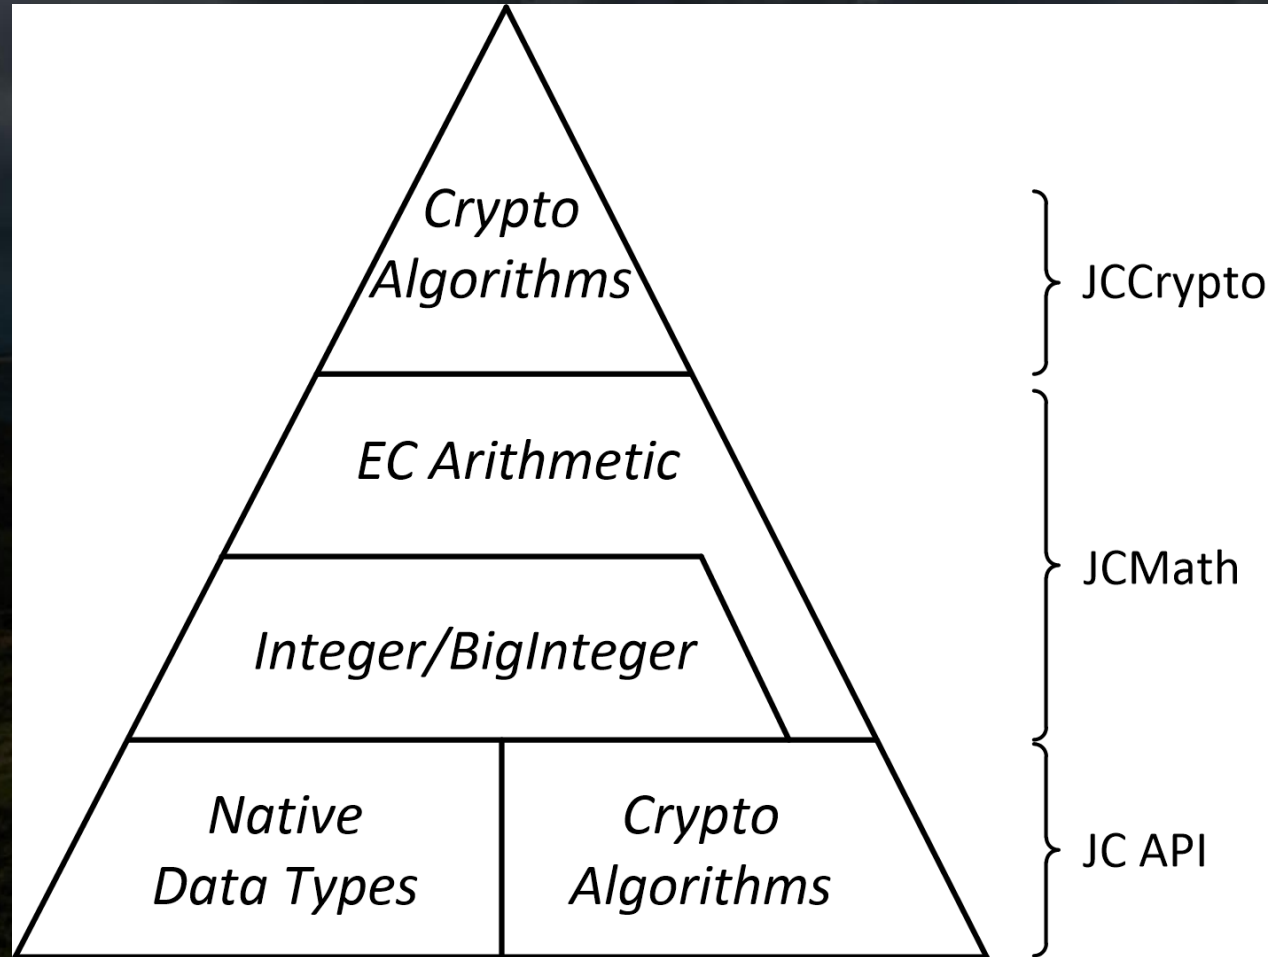 Crypto
Algorithms
JCCrypto
EC Arithmetic
Integer/BigInteger
JCMath
Native
Data Types
Crypto
Algorithms
JC API